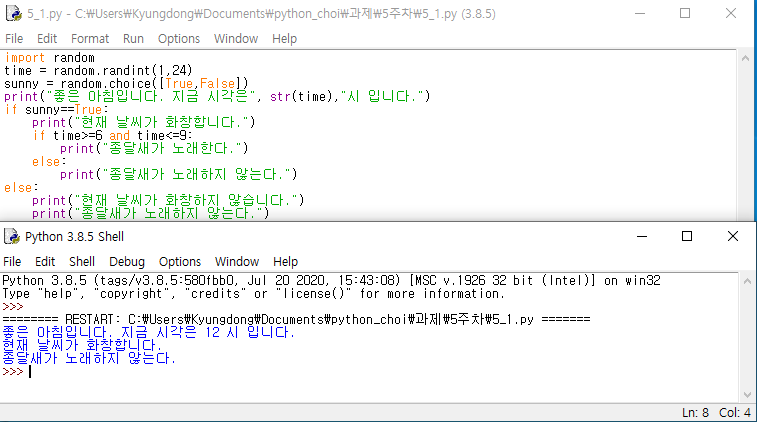 5_1.py - C:₩Users₩Kyungdong₩Documents₩python_choi₩과제₩5주차₩5_1.py (3.8.5)
File Edit Format Run Options Window Help
import random
time = random.randint(1,24)
sunny = random.choice([True,False])
print("좋은 아침입니다. 지금 시각은", str(time),"시 입니다.")
if sunny==True:
    print("현재 날씨가 화창합니다.")
    if time>=6 and time<=9:
        print("종달새가 노래한다.")
    else:
        print("종달새가 노래하지 않는다.")
else:
    print("현재 날씨가 화창하지 않습니다.")
    print("종달새가 노래하지 않는다.")
Python 3.8.5 Shell
File Edit Shell Debug Options Window Help
Python 3.8.5 (tags/v3.8.5:580fbb0, Jul 20 2020, 15:43:08) [MSC v.1926 32 bit (Intel)] on win32
Type "help", "copyright", "credits" or "license()" for more information.
>>>
======== RESTART: C:₩Users₩Kyungdong₩Documents₩python_choi₩과제₩5주차₩5_1.py =======
좋은 아침입니다. 지금 시각은 12 시 입니다.
현재 날씨가 화창합니다.
종달새가 노래하지 않는다.
>>>
Ln: 8 Col: 4